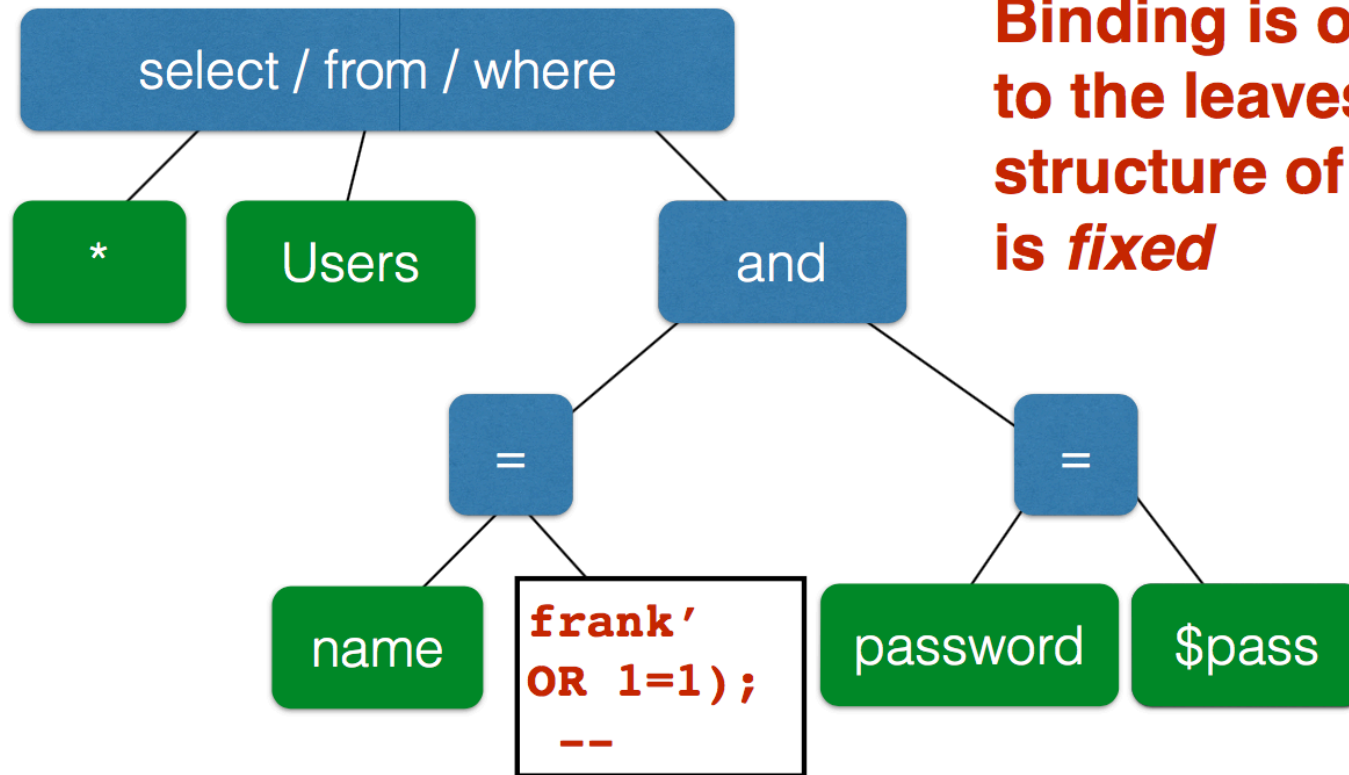 select / from / where
Binding is
to the
structure of
is fixed
*
Users
and
=
=
name
frank’
OR 1=1);
--
password
$pass